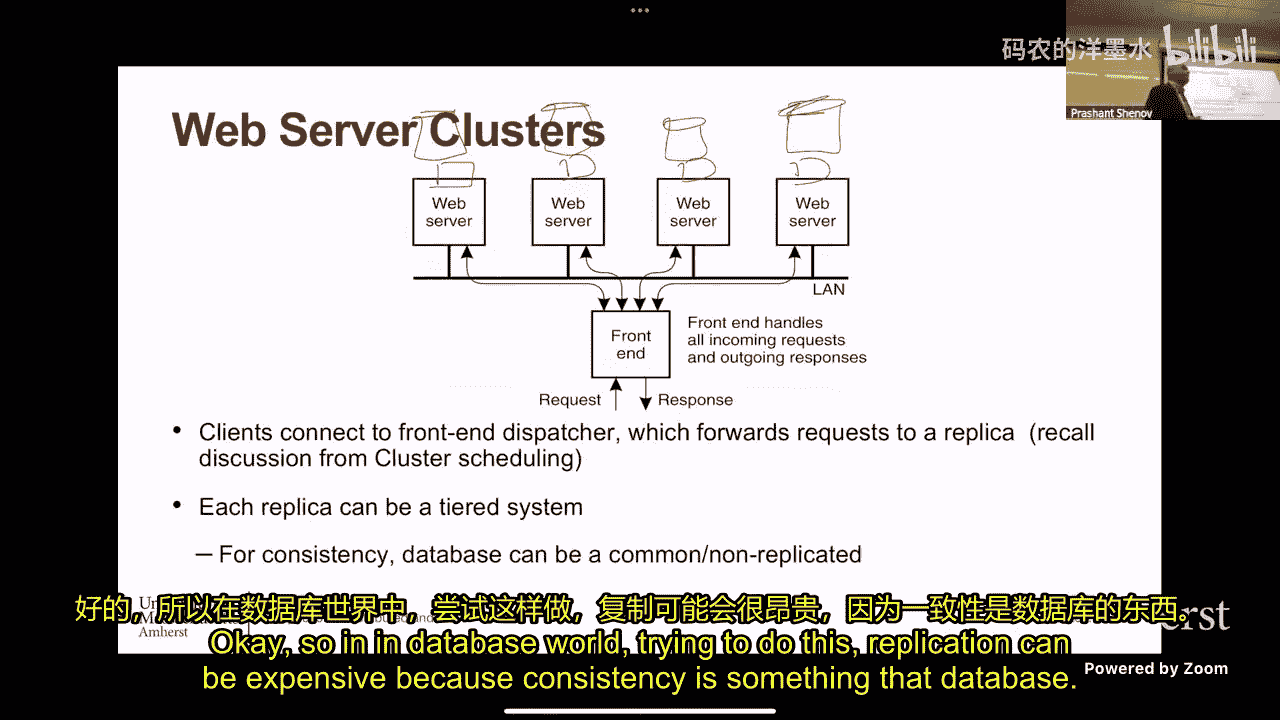 码农的洋墨水 bilibili
Prashant Shenoy
Web Server Clusters
Web
server
Web
server
Web
server
Web
server
LAN
Front
end
Front end handles
all incoming requests
and outgoing responses
Request
Response
• Clients connect to front-end dispatcher, which forwards requests to a replica (recall
discussion from Cluster scheduling)
• Each replica can be a tiered system
– For consistency, database can be a common/non-replicated
好的，所以在数据库世界中，尝试这样做，复制可能会很昂贵，因为一致性是数据库的东西。
Amherst
Okay, so in in database world, trying to do this, replication can
be expensive because consistency is something that database.
Powered by Zoom